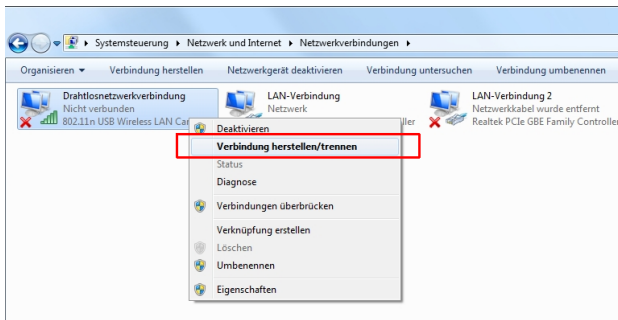 Systemsteuerung ▸ Netzwerk und Internet ▸ Netzwerkverbindungen ▸
Organisieren ▾ Verbindung herstellen Netzwerkgerät deaktivieren Verbindung untersuchen Verbindung umbenennen
Drahtlosnetzwerkverbindung
Nicht verbunden
802.11n USB Wireless LAN Car
LAN-Verbindung
Netzwerk
ller
LAN-Verbindung 2
Netzwerkkabel wurde entfernt
Realtek PCIe GBE Family Controller
Deaktivieren
Verbindung herstellen/trennen
Status
Diagnose
Verbindungen überbrücken
Verknüpfung erstellen
Löschen
Umbenennen
Eigenschaften